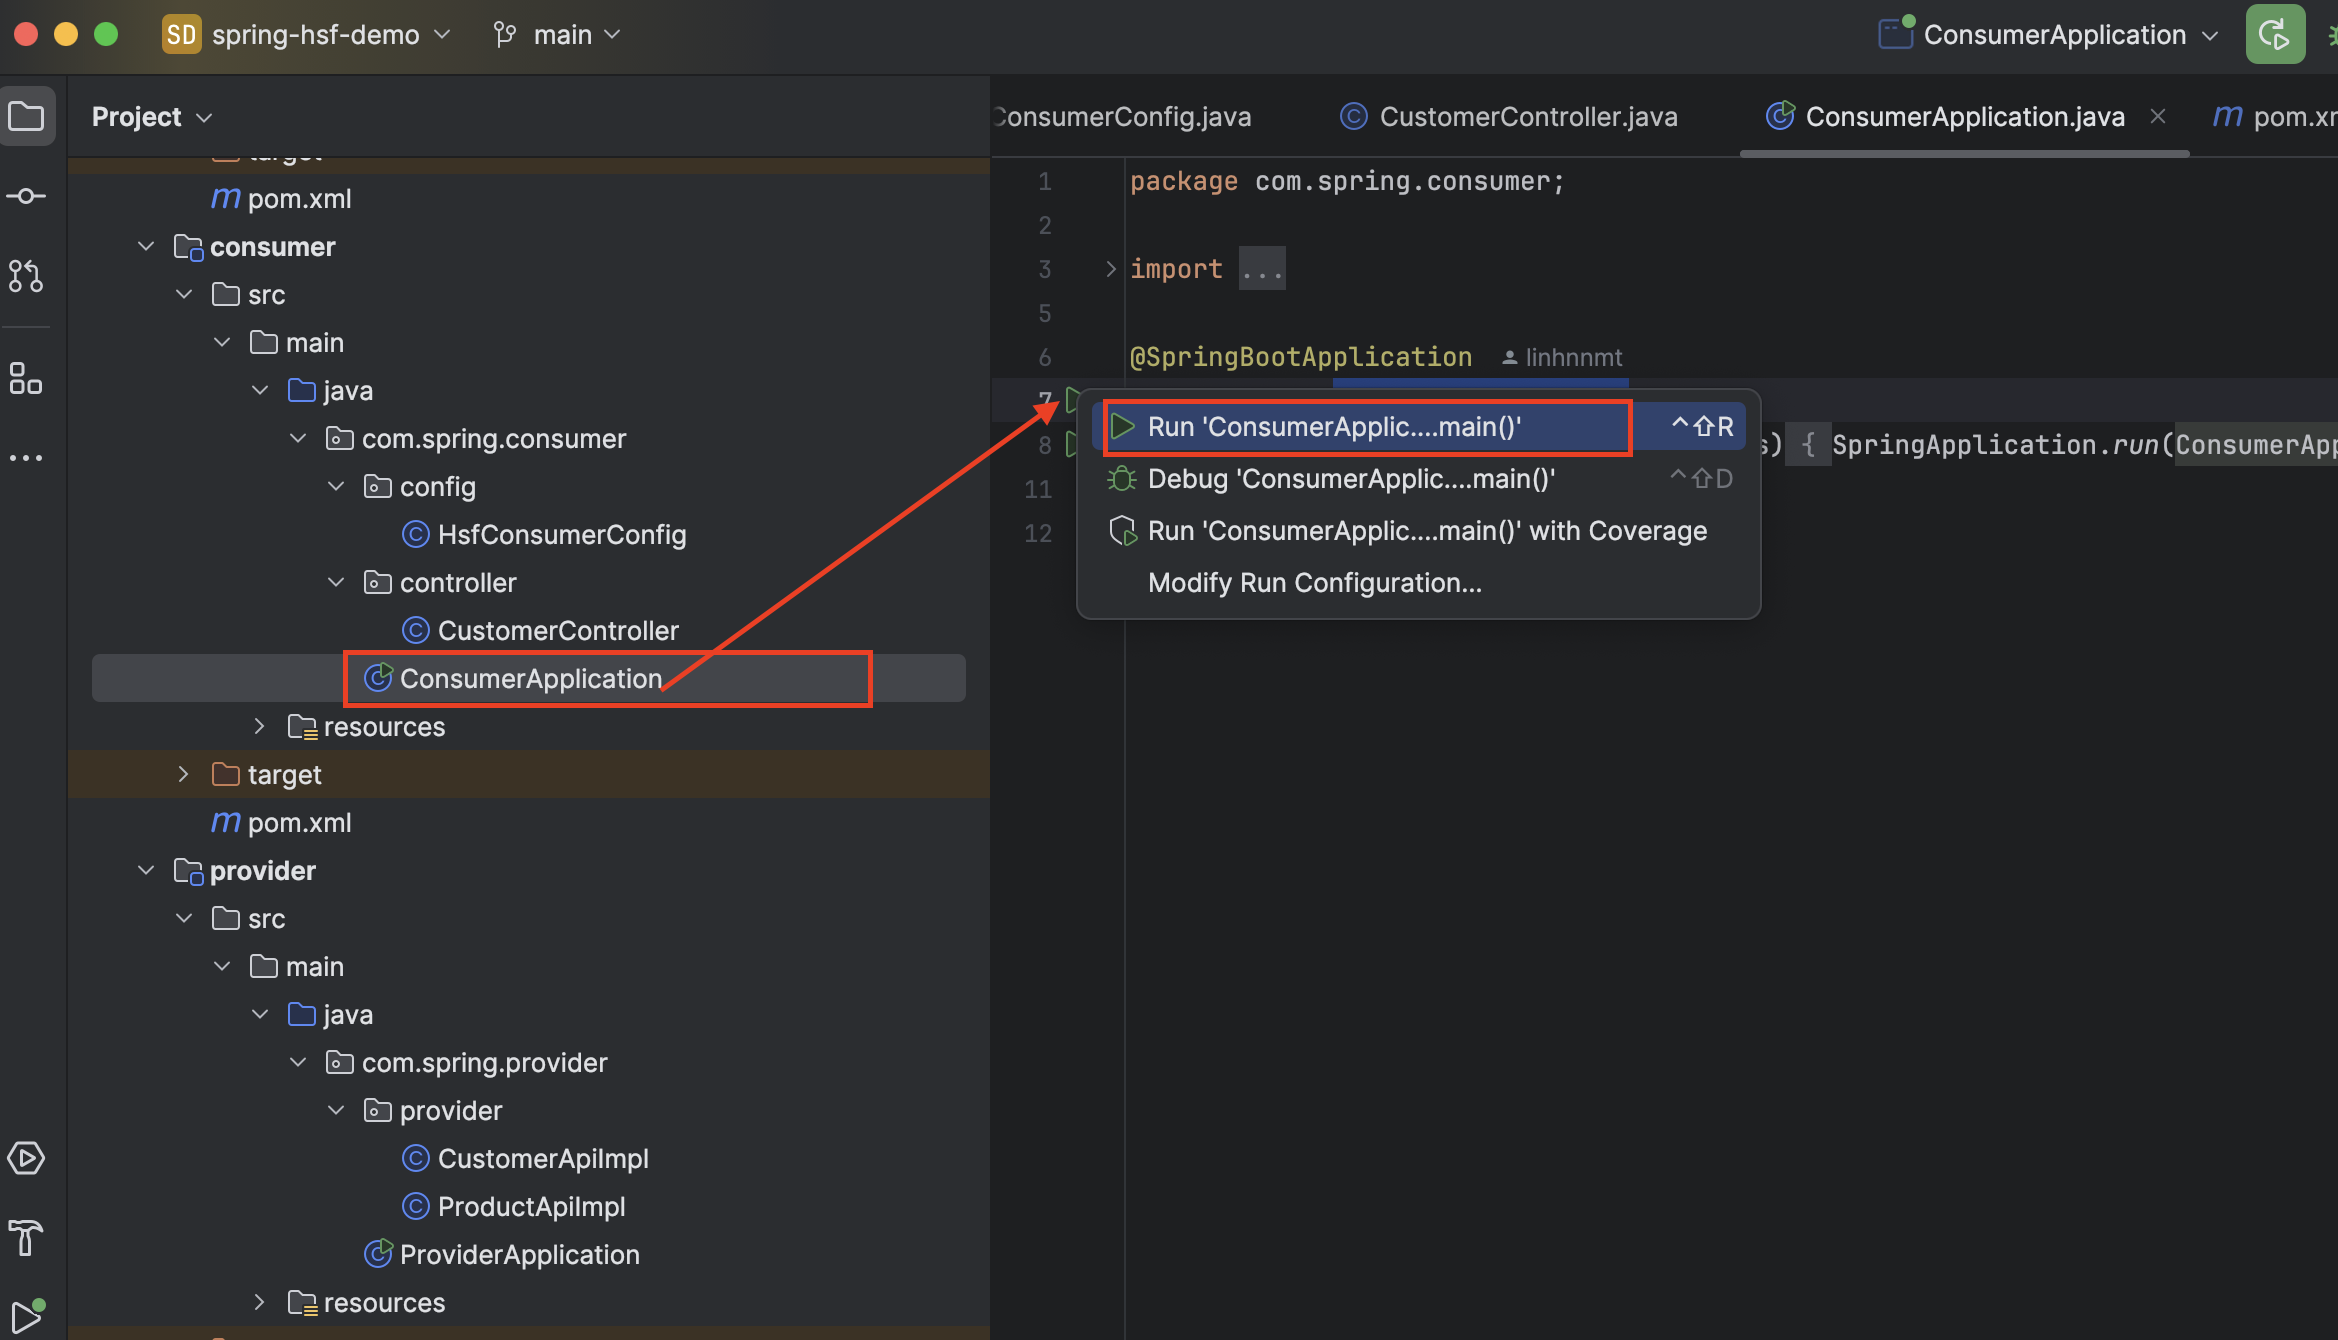 SD spring-hsf-demo main ConsumerApplication
Project
target
pom.xml
consumer
src
main
java
com.spring.consumer
config
HsfConsumerConfig
controller
CustomerController
ConsumerApplication
resources
target
pom.xml
provider
src
main
java
com.spring.provider
provider
CustomerApiImpl
ProductApiImpl
ProviderApplication
resources
ConsumerConfig.java CustomerController.java ConsumerApplication.java pom.xm
1 package com.spring.consumer;
2
3 import ...
5
6 @SpringBootApplication linhnnmt
7
8 s) { SpringApplication.run(ConsumerApp
11
12
Run 'ConsumerApplic....main()' ^⇧R
Debug 'ConsumerApplic....main()' ^⇧D
Run 'ConsumerApplic....main()' with Coverage
Modify Run Configuration...